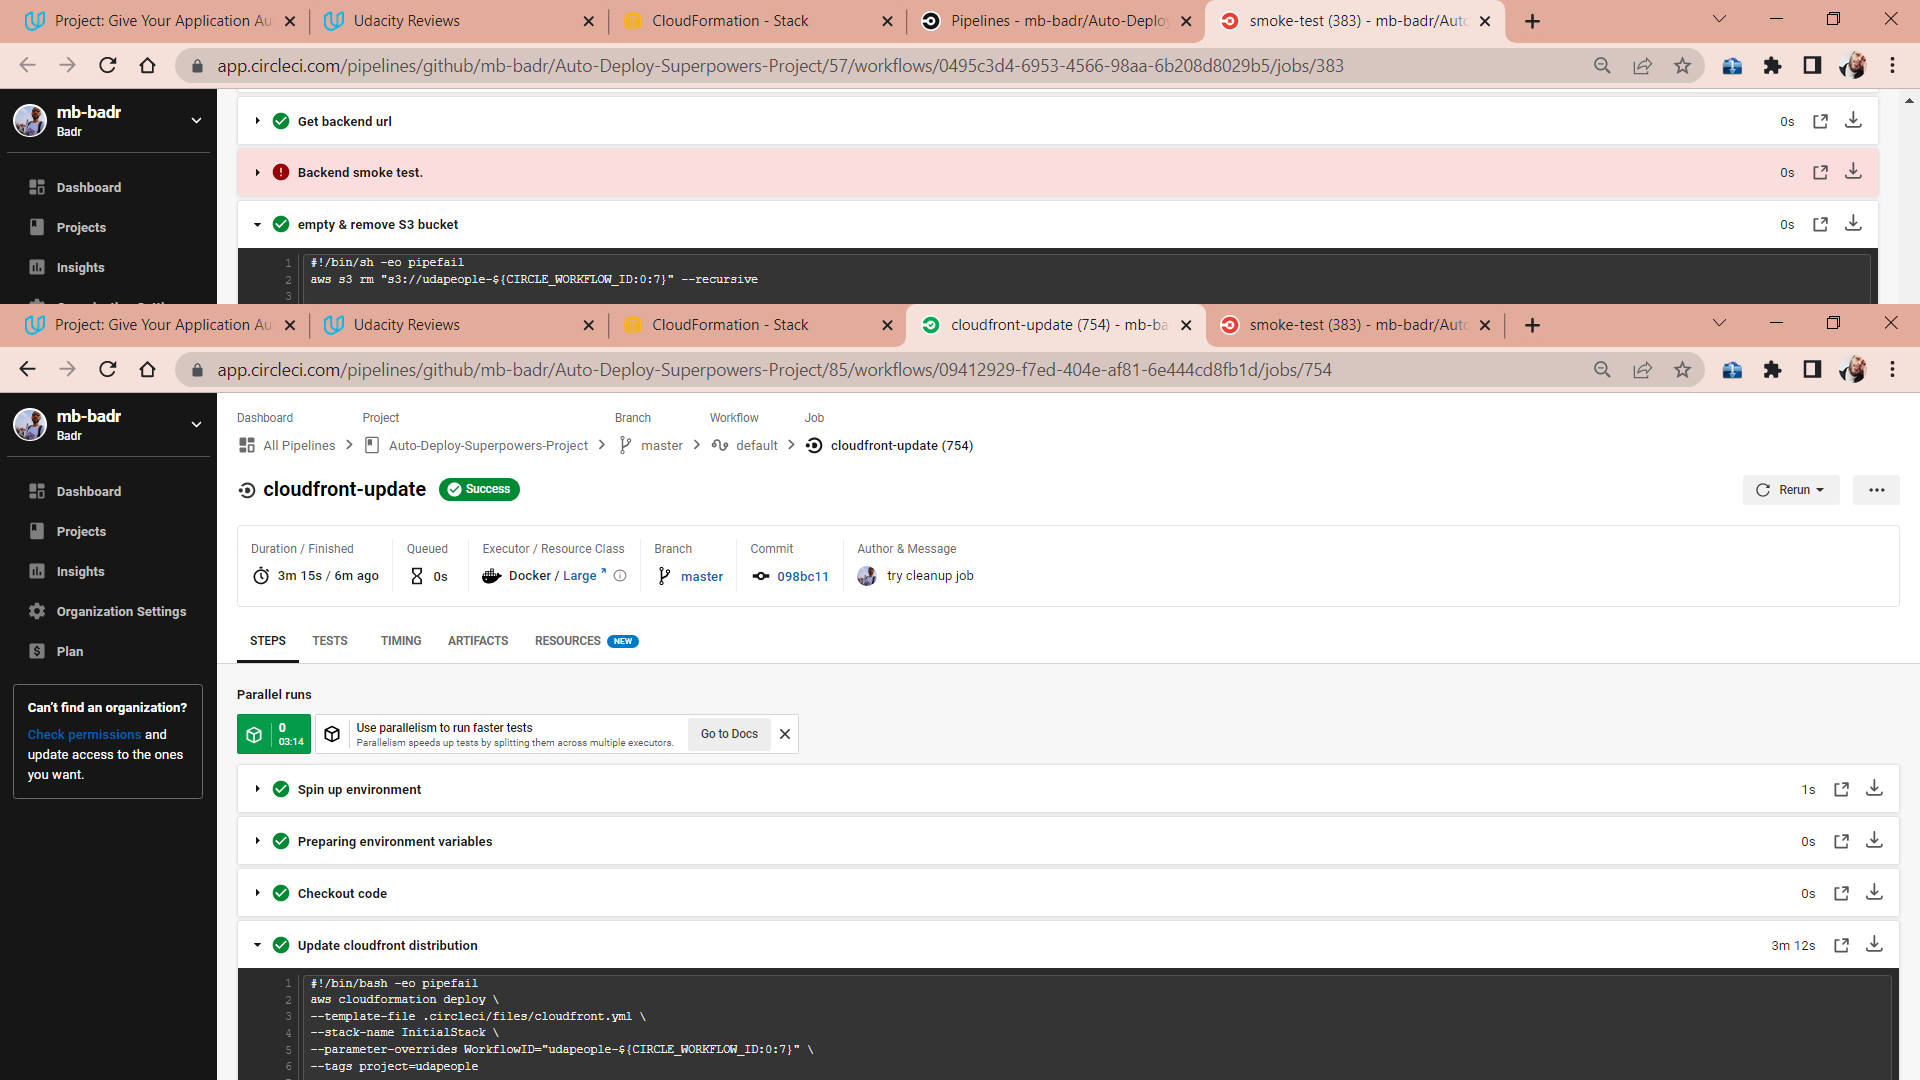 Project: Give Your Application Au
Udacity Reviews
CloudFormation - Stack
Pipelines - mb-badr/Auto-Deploy
smoke-test (383) - mb-badr/Auto
app.circleci.com/pipelines/github/mb-badr/Auto-Deploy-Superpowers-Project/57/workflows/0495c3d4-6953-4566-98aa-6b208d8029b5/jobs/383
mb-badr
Badr
Dashboard
Projects
Insights
Get backend url
0s
Backend smoke test.
0s
empty & remove S3 bucket
0s
1 #!/bin/sh -eo pipefail
2 aws s3 rm "s3://udapeople-${CIRCLE_WORKFLOW_ID:0:7}" --recursive
3
Project: Give Your Application Au
Udacity Reviews
CloudFormation - Stack
cloudfront-update (754) - mb-ba
smoke-test (383) - mb-badr/Auto
app.circleci.com/pipelines/github/mb-badr/Auto-Deploy-Superpowers-Project/85/workflows/09412929-f7ed-404e-af81-6e444cd8fb1d/jobs/754
mb-badr
Badr
Dashboard
Projects
Insights
Organization Settings
Plan
Can't find an organization?
Check permissions and
update access to the ones
you want.
Dashboard Project Branch Workflow Job
All Pipelines Auto-Deploy-Superpowers-Project master default cloudfront-update (754)
cloudfront-update Success
Rerun
Duration / Finished Queued Executor / Resource Class Branch Commit Author & Message
3m 15s / 6m ago 0s Docker / Large master 098bc11 try cleanup job
STEPS TESTS TIMING ARTIFACTS RESOURCES NEW
Parallel runs
0
03:14
Use parallelism to run faster tests
Parallelism speeds up tests by splitting them across multiple executors.
Go to Docs
Spin up environment
1s
Preparing environment variables
0s
Checkout code
0s
Update cloudfront distribution
3m 12s
1 #!/bin/bash -eo pipefail
2 aws cloudformation deploy \
3 --template-file .circleci/files/cloudfront.yml \
4 --stack-name InitialStack \
5 --parameter-overrides WorkflowID="udapeople-${CIRCLE_WORKFLOW_ID:0:7}" \
6 --tags project=udapeople